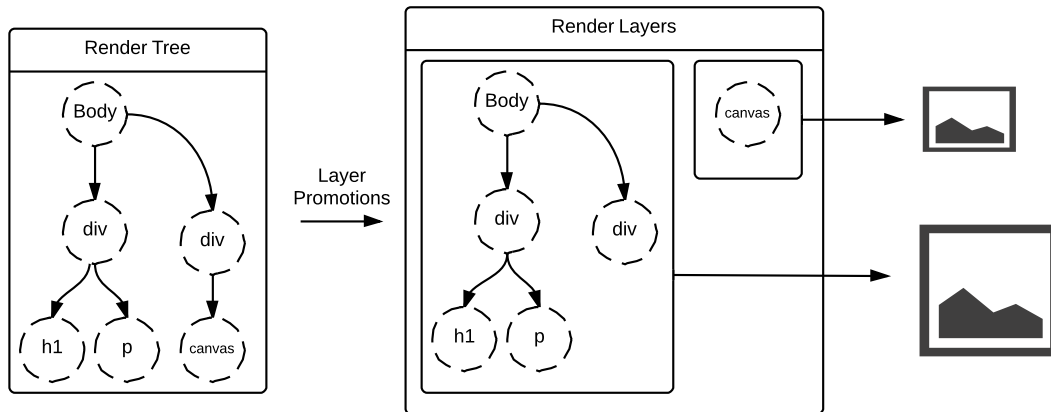 Render Tree
Body
div
div
h1
p
canvas
Layer
Promotions
Render Layers
Body
div
div
h1
p
canvas